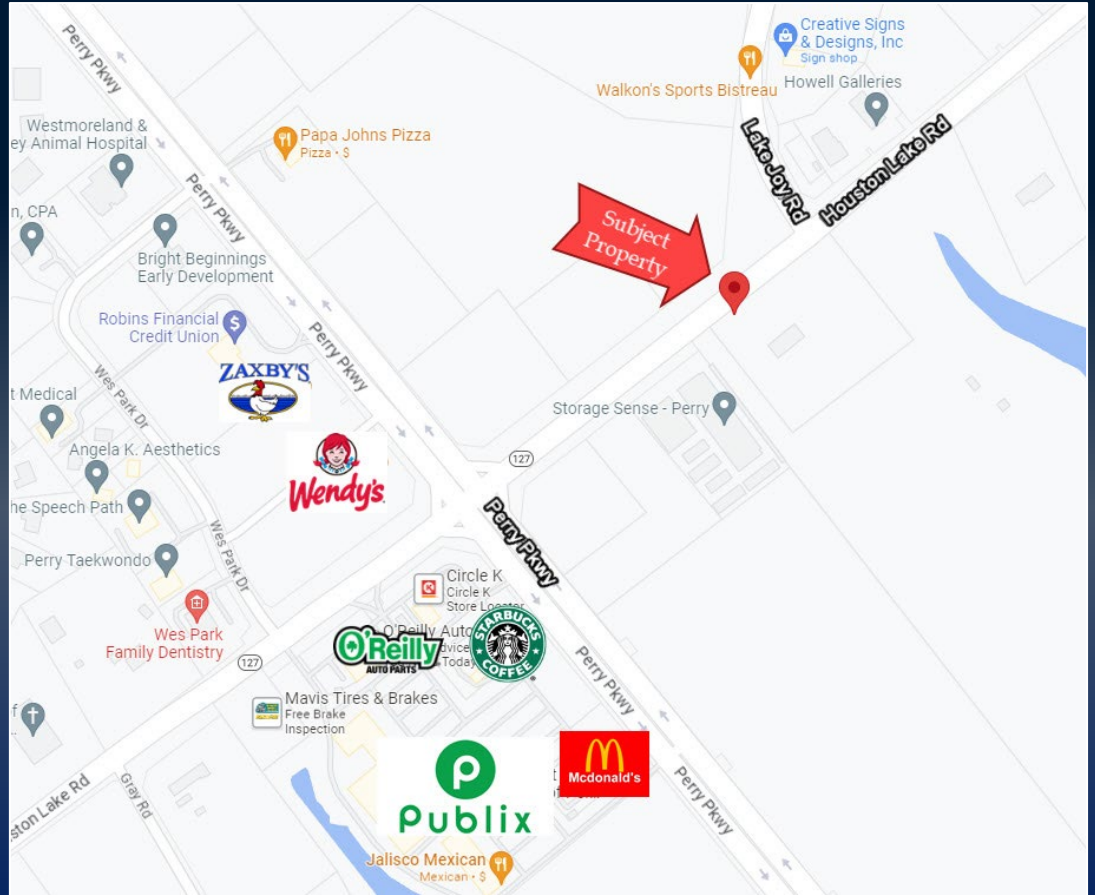 Perry Pkwy
Creative Signs
& Designs, Inc
Sign shop
Walkon's Sports Bistreau
Howell Galleries
Westmoreland &
ey Animal Hospital
Papa Johns Pizza
Pizza • $
Lake Joy Rd
Houston Lake Rd
Perry Pkwy
n, CPA
Subject
Property
Bright Beginnings
Early Development
Robins Financial
Credit Union
Perry Pkwy
ZAXBY'S
Wes Park Dr
t Medical
Storage Sense - Perry
Angela K. Aesthetics
Wendy's
127
he Speech Path
Perry Pkwy
Wes Park Dr
Perry Taekwondo
Circle K
Circle K
Store Locator
Wes Park
Family Dentistry
O'Reilly Auto
dvice
Today
O'Reilly
AUTO PARTS
STARBUCKS
COFFEE
127
Perry Pkwy
Mavis Tires & Brakes
Free Brake
Inspection
f
McDonald's
Publix
Perry Pkwy
ston Lake Rd
Gray Rd
Jalisco Mexican
Mexican • $